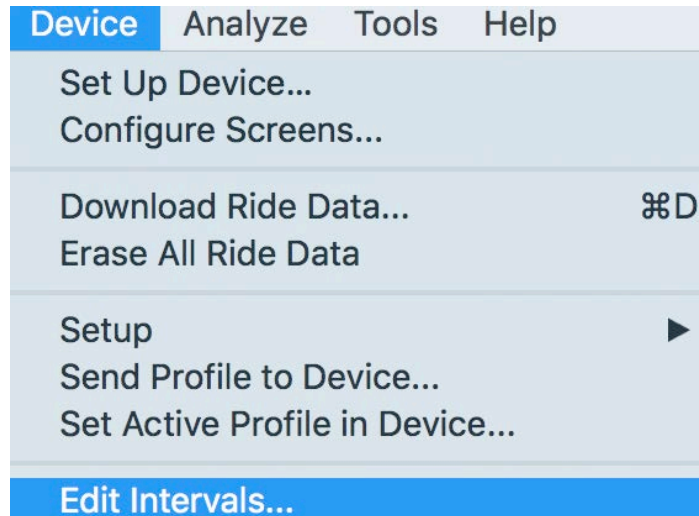 Device Analyze Tools Help
Set Up Device...
Configure Screens...
Download Ride Data... ⌘D
Erase All Ride Data
Setup ▶
Send Profile to Device...
Set Active Profile in Device...
Edit Intervals...